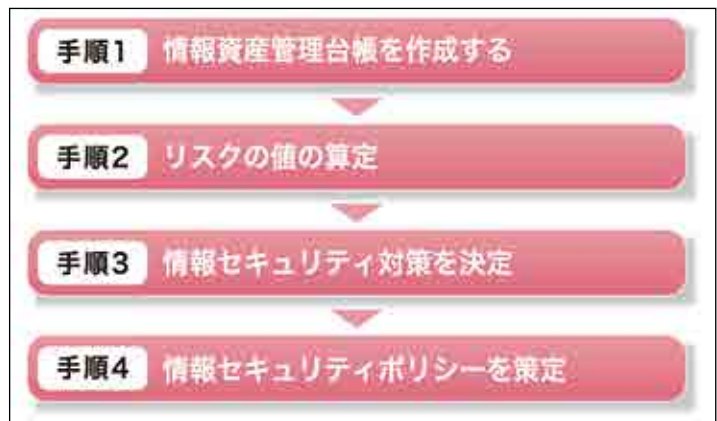 手順1 情報資産管理台帳を作成する
手順2 リスクの値の算定
手順3 情報セキュリティ対策を決定
手順4 情報セキュリティポリシーを策定